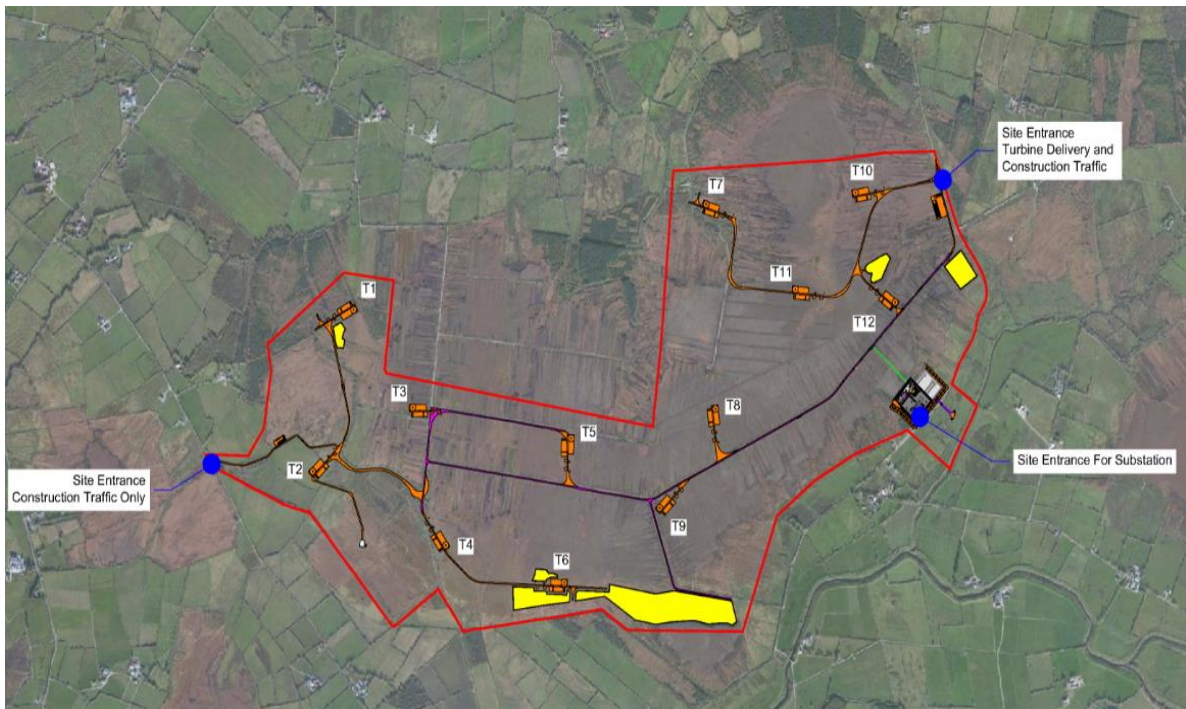 Site Entrance
Turbine Delivery and
Construction Traffic
T10
T7
T1
T11
T12
T3
T8
T5
Site Entrance For Substation
T2
Site Entrance
Construction Traffic Only
T9
T4
T6